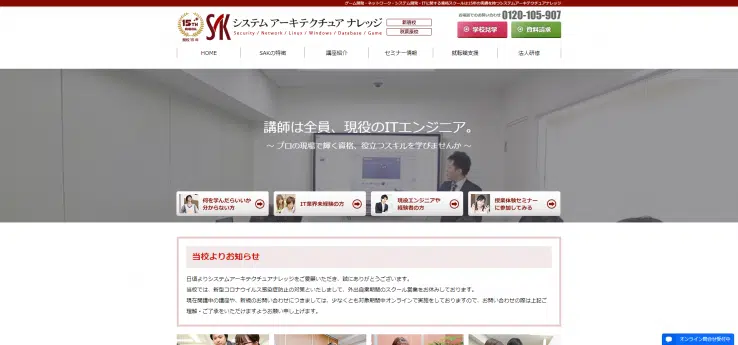 ゲーム開発・ネットワーク・システム開発・ITに関する資格スクールは15年の実績を持つシステムアーキテクチュアナレッジ
15TH
SAK システム アーキテクチュア ナレッジ
Security / Network / Linux / Windows / Database / Game
新宿校
秋葉原校
0120-105-907
学校見学
資料請求
HOME
SAKの特徴
講座紹介
セミナー情報
就転職支援
法人研修
講師は全員、現役のITエンジニア。
〜 プロの現場で輝く資格、役立つスキルを学びませんか 〜
何を学んだらいいか
分からない方
IT業界未経験の方
現役エンジニアや
経験者の方
授業体験セミナー
に参加してみる
当校よりお知らせ
日頃よりシステムアーキテクチュアナレッジをご愛顧いただき、誠にありがとうございます。
当校では、新型コロナウイルス感染症防止の対策といたしまして、外出自粛期間のスクール営業をお休みしております。
現在開講中の講座や、新規のお問い合わせにつきましては、少なくとも対象期間中オンラインで実施をしておりますので、お問い合わせの際は上記ご
理解・ご了承をいただけますようお願い申し上げます。
オンライン問合せ受付中